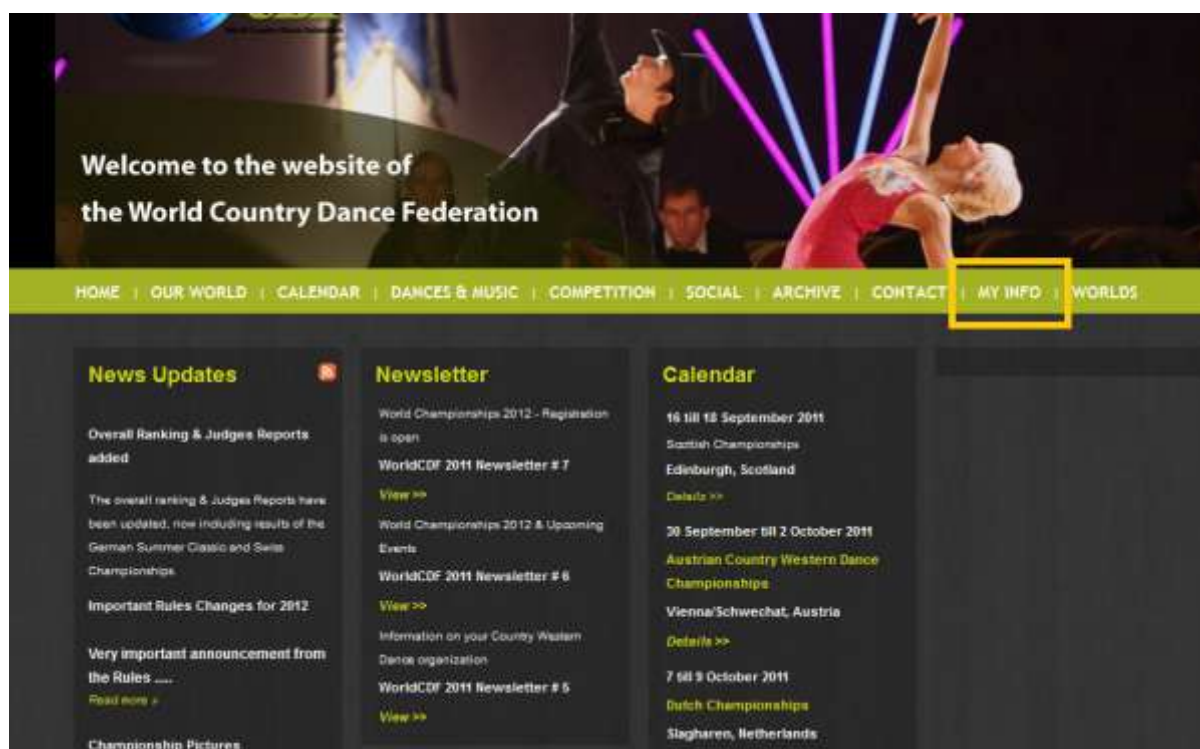 Welcome to the website of
the World Country Dance Federation
HOME | OUR WORLD | CALENDAR | DANCES & MUSIC | COMPETITION | SOCIAL | ARCHIVE | CONTACT | MY INFO | WORLDS
News Updates
Overall Ranking & Judges Reports
added
The overall ranking & Judges Reports have
been updated, now including results of the
German Summer Classic and Swiss
Championships.
Important Rules Changes for 2012
Very important announcement from
the Rules .....
Read more »
Championship Pictures
Newsletter
World Championships 2012 - Registration
is open
WorldCDF 2011 Newsletter # 7
View >>
World Championships 2012 & Upcoming
Events
WorldCDF 2011 Newsletter # 6
View >>
Information on your Country Western
Dance organization
WorldCDF 2011 Newsletter # 5
View >>
Calendar
16 till 18 September 2011
Scottish Championships
Edinburgh, Scotland
Details >>
30 September till 2 October 2011
Austrian Country Western Dance
Championships
Vienna/Schwechat, Austria
Details >>
7 till 9 October 2011
Dutch Championships
Slagharen, Netherlands